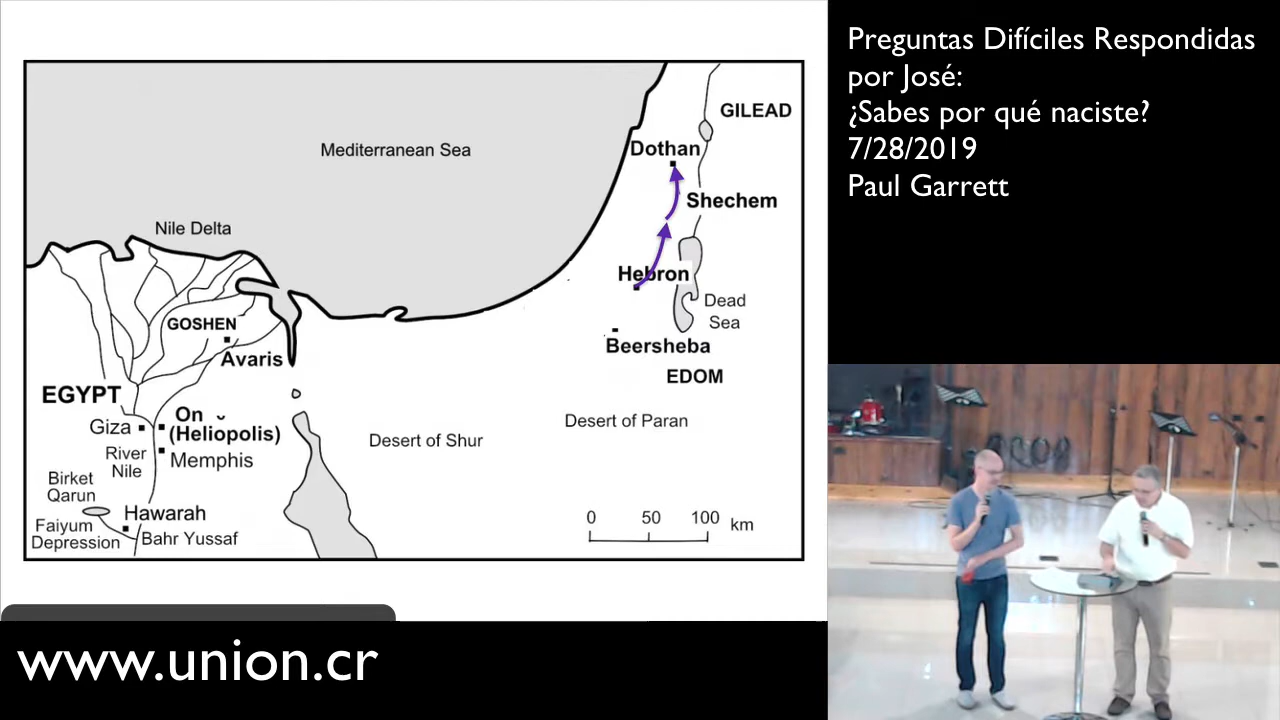 Preguntas Difíciles Respondidas
por José:
¿Sabes por qué naciste?
7/28/2019
Paul Garrett
GILEAD
Mediterranean Sea
Dothan
Shechem
Nile Delta
Hebron
Dead
Sea
GOSHEN
Avaris
Beersheba
EDOM
EGYPT
On
(Heliopolis)
Giza
Desert of Paran
Desert of Shur
River
Nile
Memphis
Birket
Qarun
Hawarah
Faiyum
Depression
Bahr Yussaf
0 50 100 km
www.union.cr